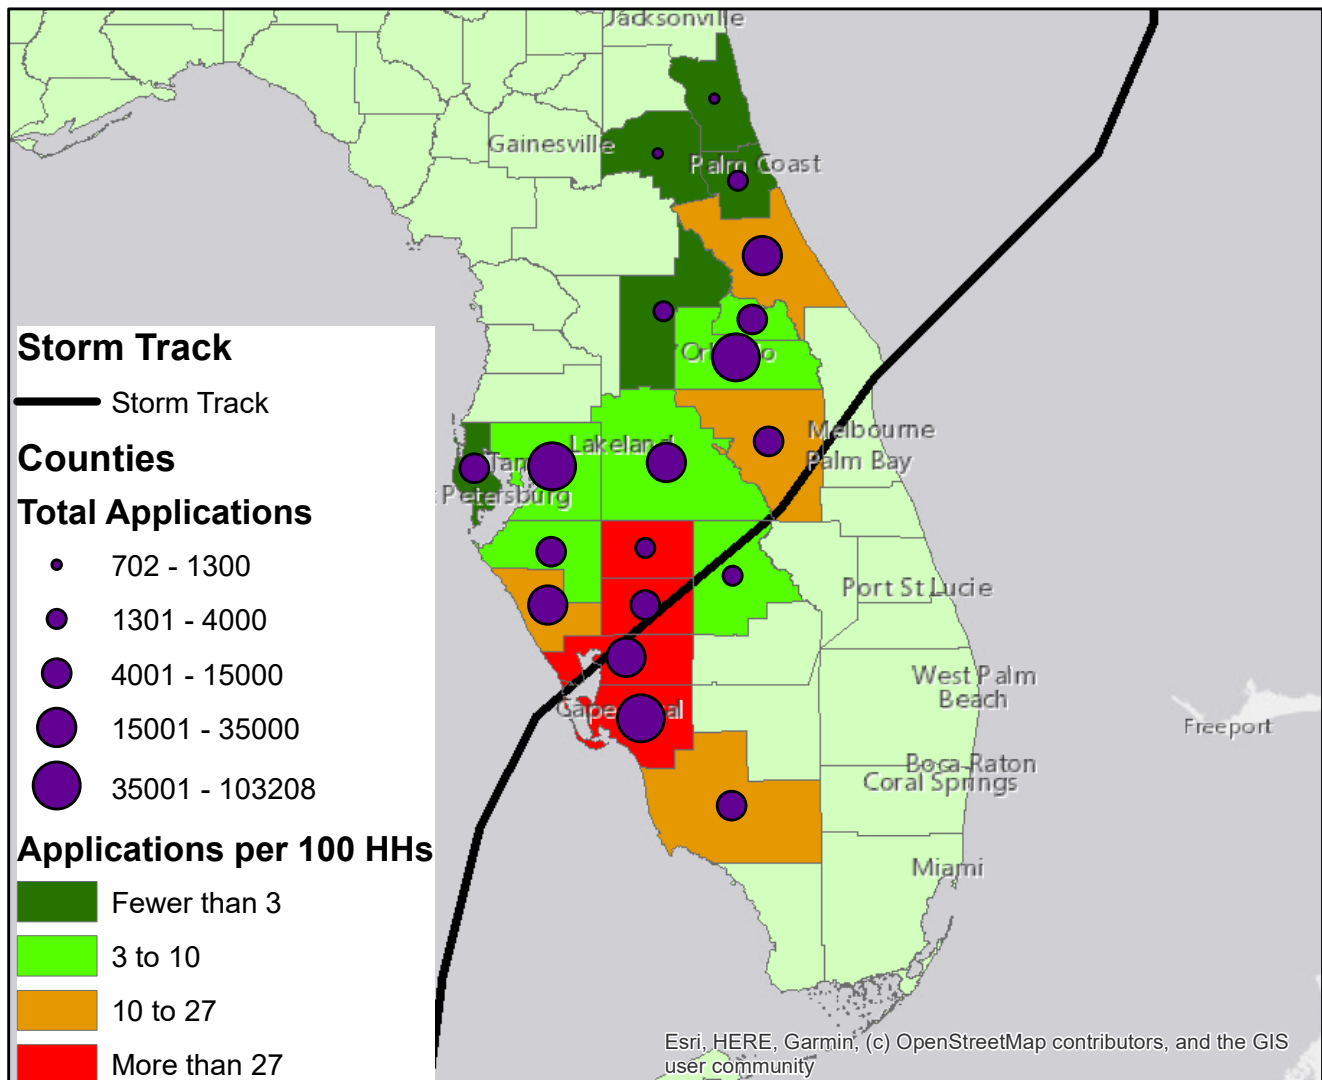 Jacksonville
Gainesville
Palm Coast
Storm Track
Storm Track
Counties
Total Applications
702 - 1300
1301 - 4000
4001 - 15000
15001 - 35000
35001 - 103208
Applications per 100 HHs
Fewer than 3
3 to 10
10 to 27
More than 27
Lakeland
Petersburg
Melbourne
Palm Bay
Port St Lucie
West Palm
Beach
Cape
Freeport
Boca Raton
Coral Springs
Miami
Esri, HERE, Garmin, (c) OpenStreetMap contributors, and the GIS
user community